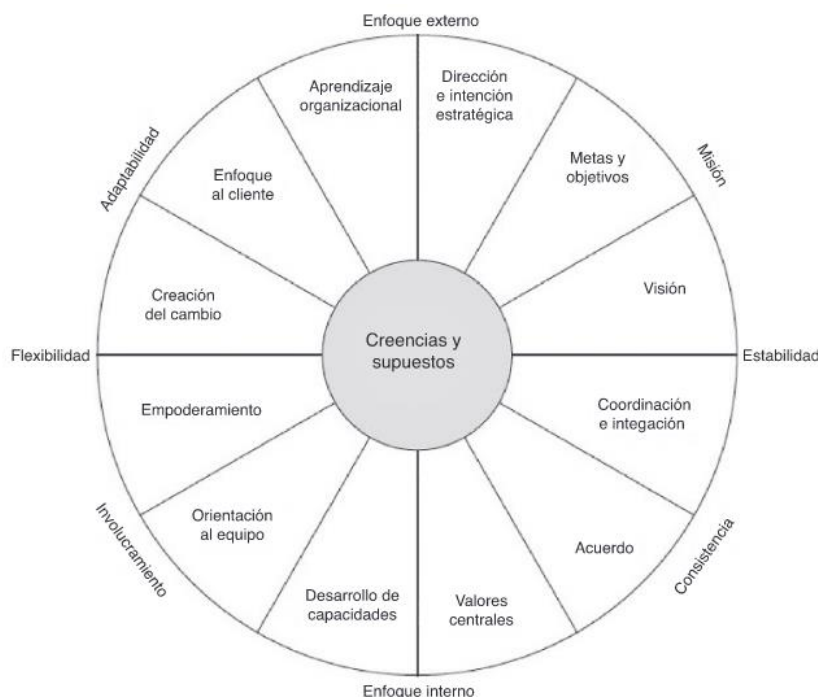 Enfoque externo
Aprendizaje
organizacional
Dirección
e intención
estratégica
Enfoque
al cliente
Metas y
objetivos
Adaptabilidad
Misión
Creación
del cambio
Visión
Flexibilidad
Creencias y
supuestos
Estabilidad
Empoderamiento
Coordinación
e integación
Orientación
al equipo
Acuerdo
Involucramiento
Consistencia
Desarrollo de
capacidades
Valores
centrales
Enfoque interno